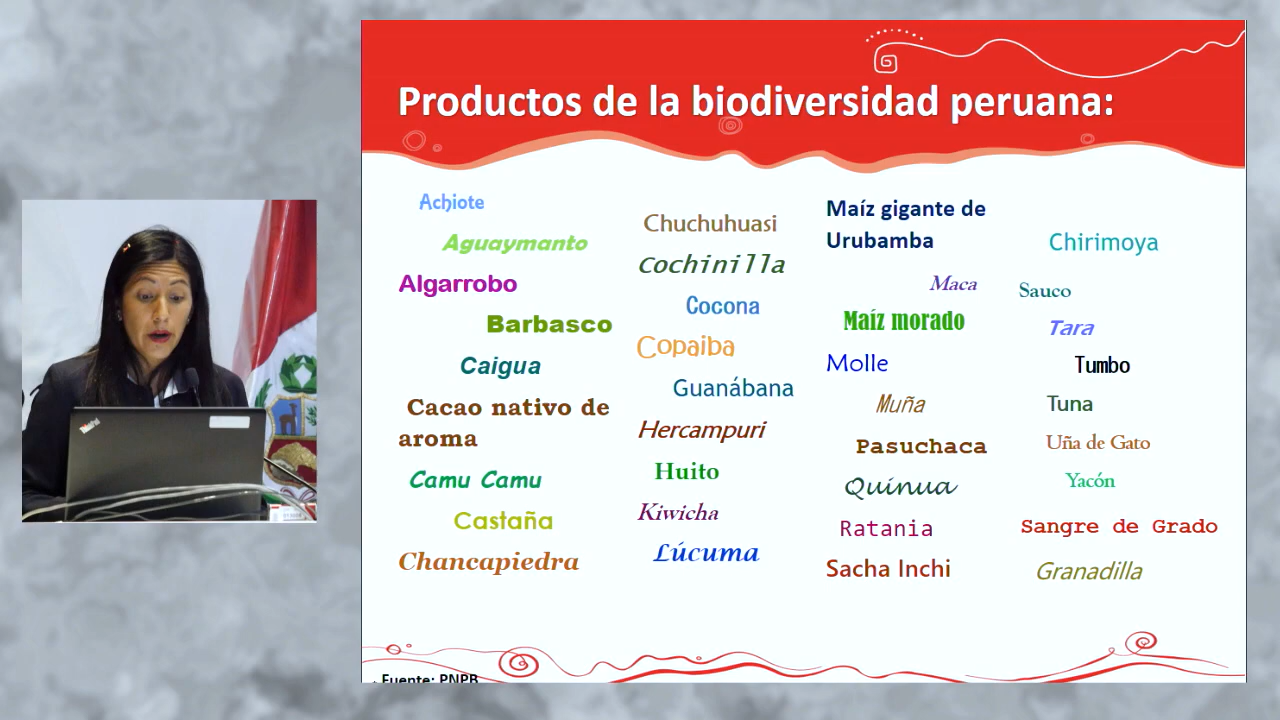 Productos de la biodiversidad peruana:
Achiote
Aguaymanto
Algarrobo
Barbasco
Caigua
Cacao nativo de
aroma
Camu Camu
Castaña
Chancapiedra
Chuchuhuasi
Cochinilla
Cocona
Copaiba
Guanábana
Hercampuri
Huito
Kiwicha
Lúcuma
Maíz gigante de
Urubamba
Maca
Maíz morado
Molle
Muña
Pasuchaca
Quinua
Ratania
Sacha Inchi
Chirimoya
Sauco
Tara
Tumbo
Tuna
Uña de Gato
Yacón
Sangre de Grado
Granadilla
Fuente: PNPB
ThinkPad